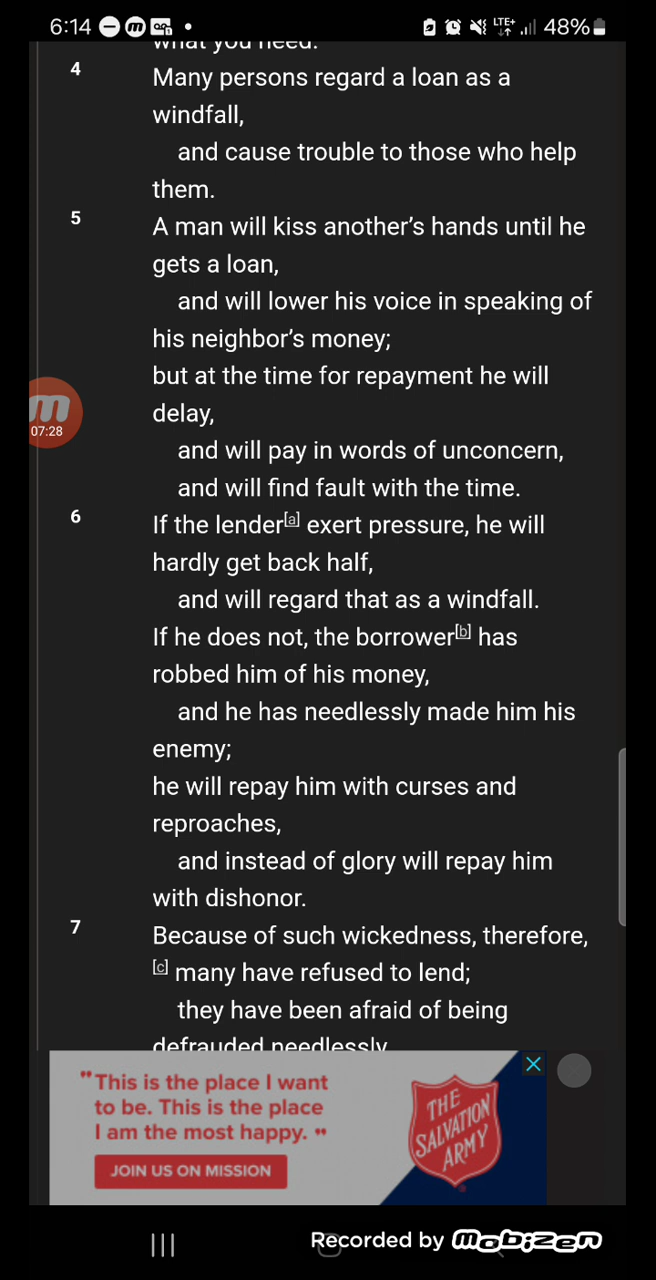 6:14
LTE+
48%
what you need.
4
Many persons regard a loan as a
windfall,
and cause trouble to those who help
them.
5
A man will kiss another’s hands until he
gets a loan,
and will lower his voice in speaking of
his neighbor’s money;
but at the time for repayment he will
delay,
07:28
and will pay in words of unconcern,
and will find fault with the time.
6
If the lender[a] exert pressure, he will
hardly get back half,
and will regard that as a windfall.
If he does not, the borrower[b] has
robbed him of his money,
and he has needlessly made him his
enemy;
he will repay him with curses and
reproaches,
and instead of glory will repay him
with dishonor.
7
Because of such wickedness, therefore,
[c] many have refused to lend;
they have been afraid of being
defrauded needlessly
"This is the place I want
to be. This is the place
I am the most happy. "
JOIN US ON MISSION
THE
SALVATION
ARMY
Recorded by mobizen